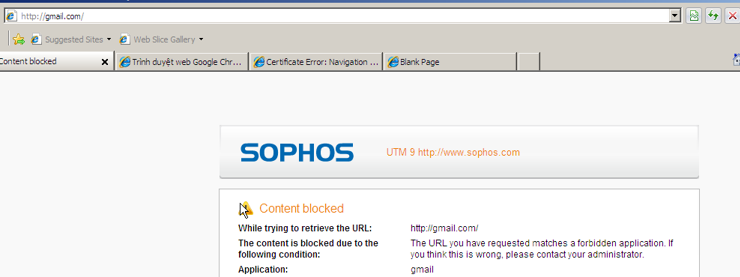 http://gmail.com/
Suggested Sites Web Slice Gallery
Content blocked Trình duyệt web Google Chr... Certificate Error: Navigation ... Blank Page
SOPHOS UTM 9 http://www.sophos.com
Content blocked
While trying to retrieve the URL: http://gmail.com/
The content is blocked due to the The URL you have requested matches a forbidden application. If
following condition: you think this is wrong, please contact your administrator.
Application: gmail